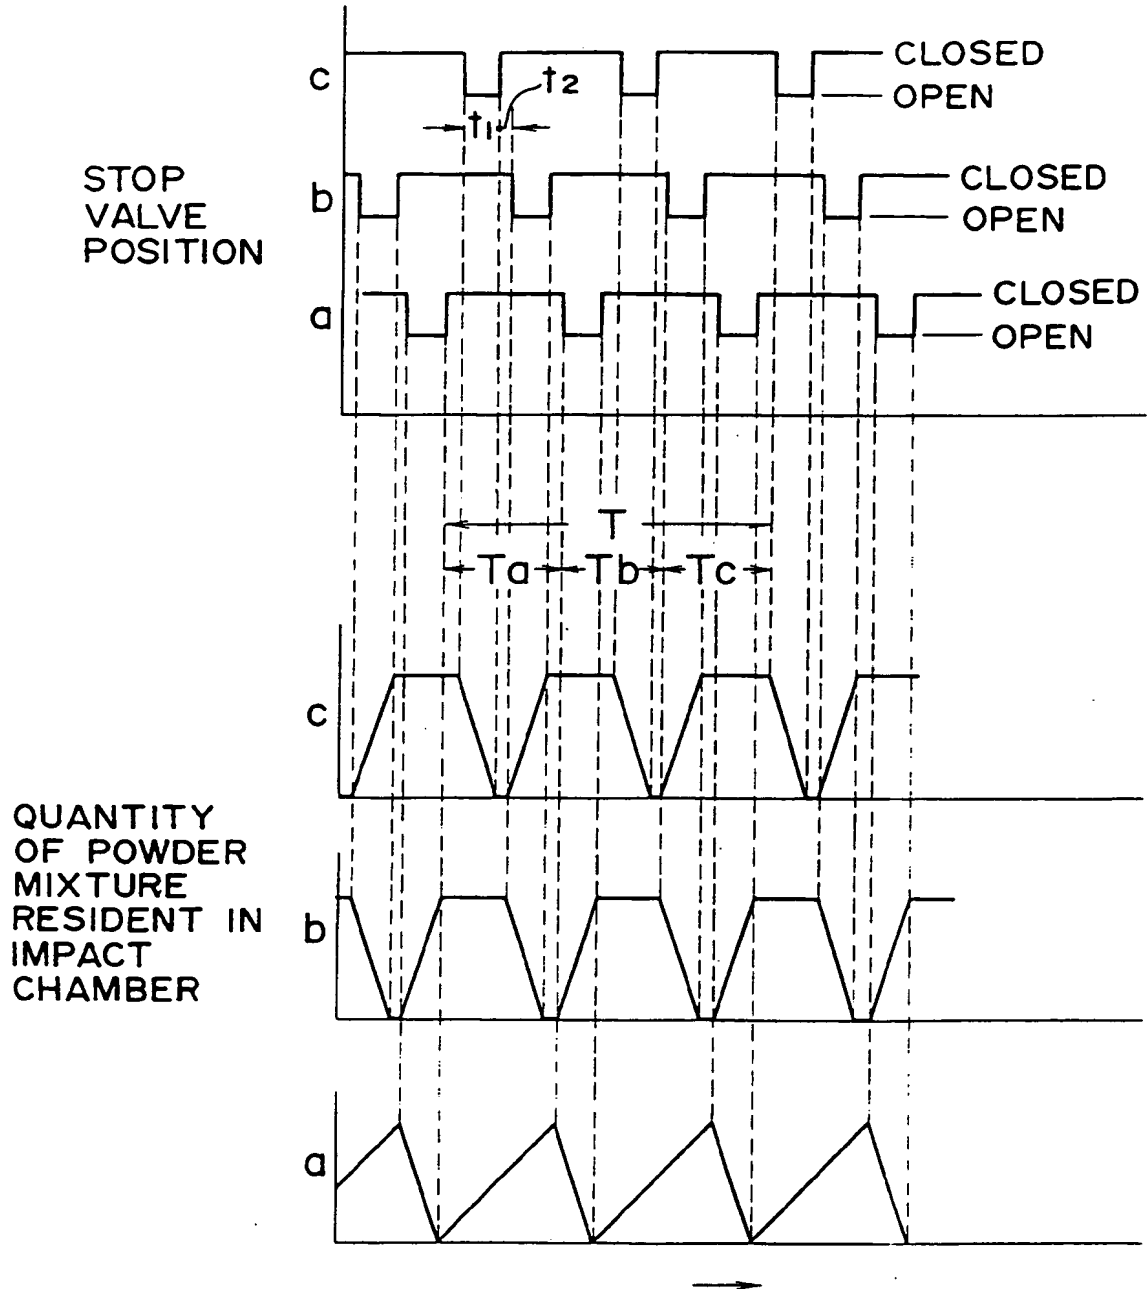 c
CLOSED
OPEN
t1
t2
STOP
VALVE
POSITION
b
CLOSED
OPEN
a
CLOSED
OPEN
T
Ta
Tb
Tc
c
QUANTITY
OF POWDER
MIXTURE
RESIDENT IN
IMPACT
CHAMBER
b
a